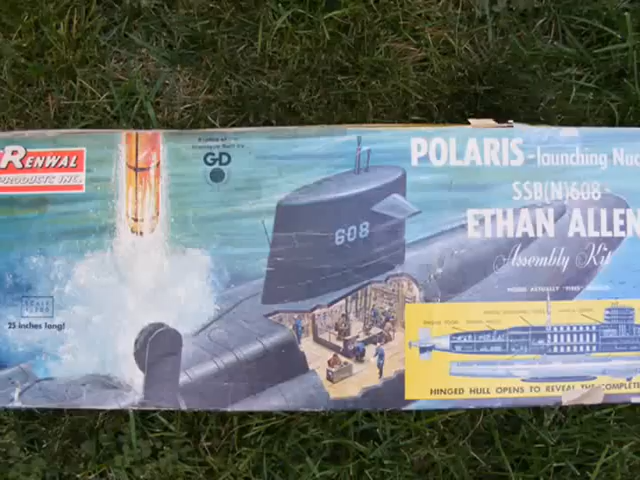 RENWAL
PRODUCTS INC.
GD
POLARIS-launching Nuc
SSB(N)608-
ETHAN ALLEN
Assembly Kit
608
SCALE
25 inches long!
HINGED HULL OPENS TO REVEAL THE COMPLETE